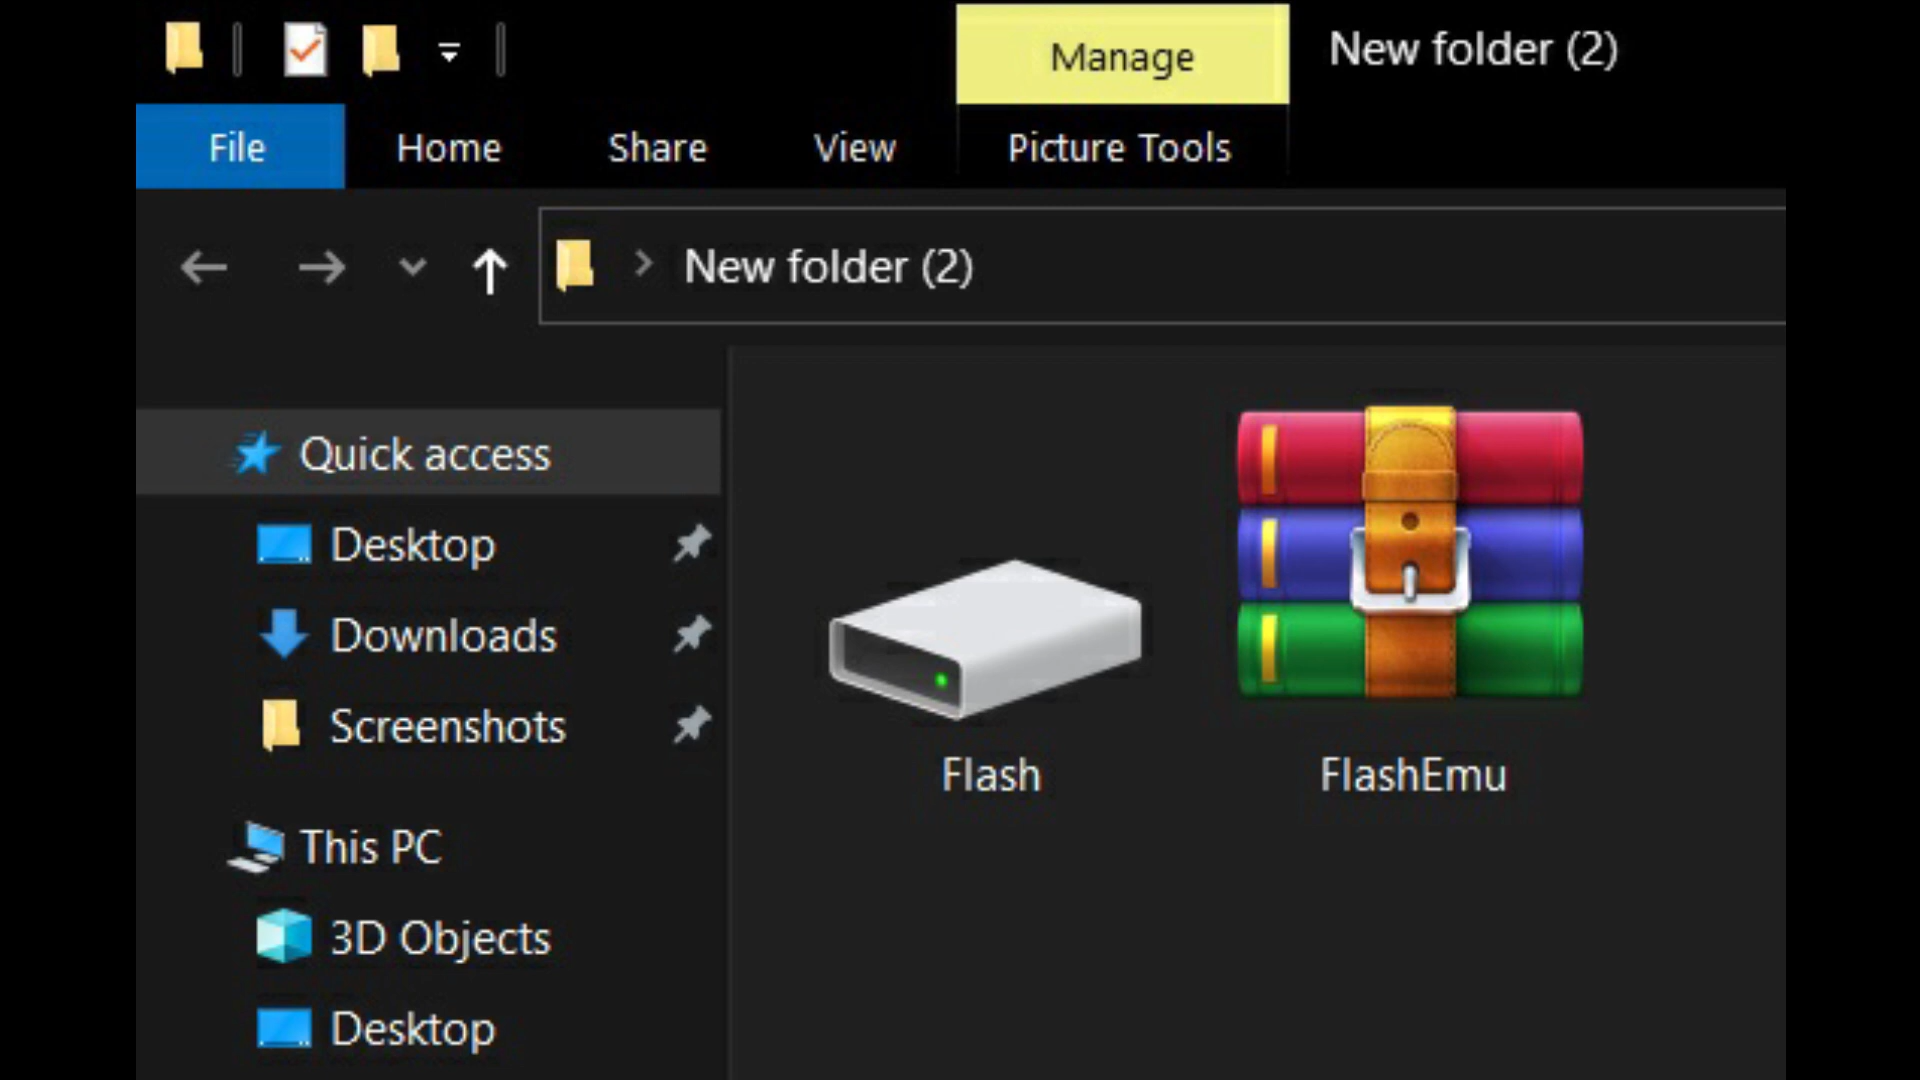 Manage
New folder (2)
File
Home
Share
View
Picture Tools
New folder (2)
Quick access
Desktop
Downloads
Screenshots
This PC
3D Objects
Desktop
Flash
FlashEmu